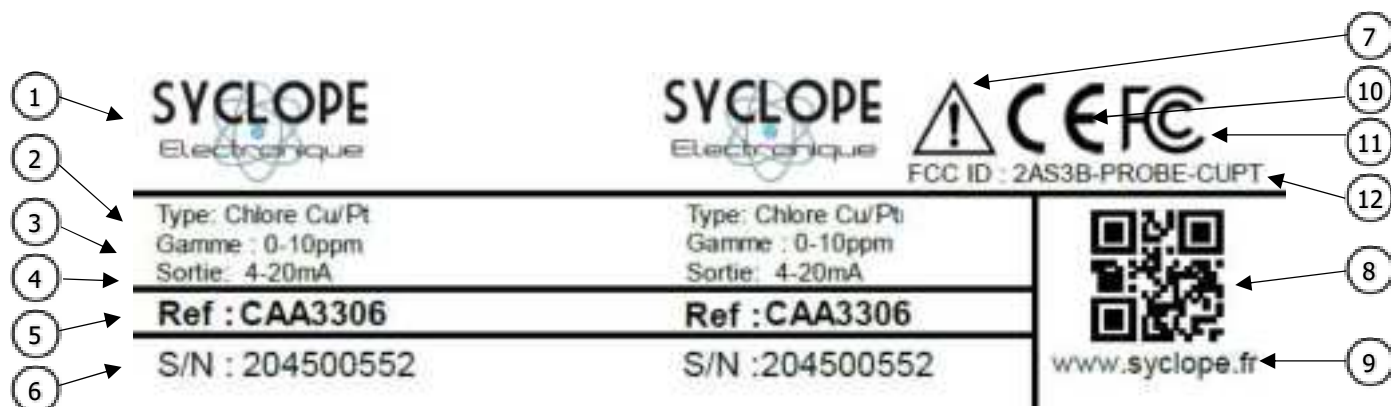 1
2
3
4
5
6
SYCLOPE
Electronique
Type: Chlore Cu/Pt
Gamme : 0-10ppm
Sortie: 4-20mA
Ref : CAA3306
S/N : 204500552
SYCLOPE
Electronique
CE FC
FCC ID : 2AS3B-PROBE-CUPT
Type: Chlore Cu/Pt
Gamme : 0-10ppm
Sortie: 4-20mA
Ref : CAA3306
S/N :204500552
www.syclope.fr
7
10
11
12
8
9